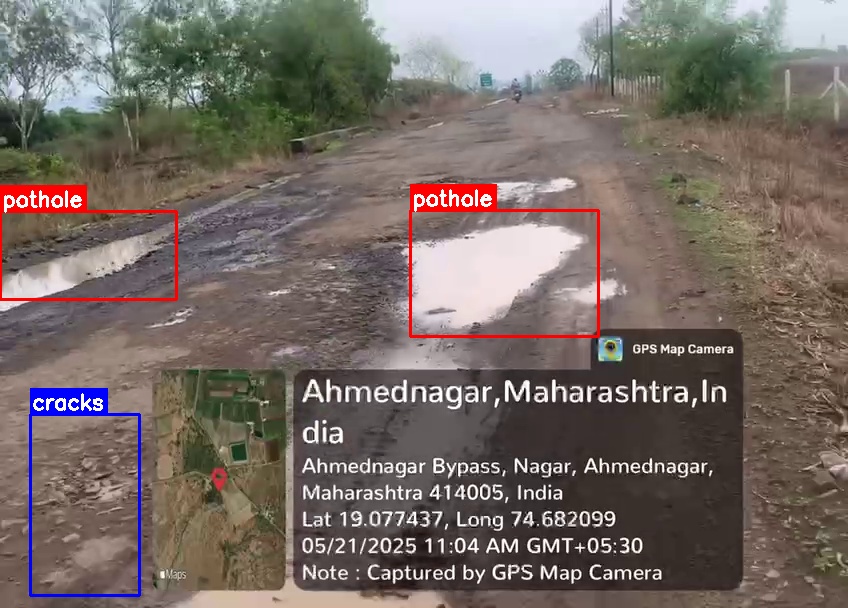 pothole
pothole
cracks
GPS Map Camera
Ahmednagar,Maharashtra,In
dia
Ahmednagar Bypass, Nagar, Ahmednagar,
Maharashtra 414005, India
Lat 19.077437, Long 74.682099
05/21/2025 11:04 AM GMT+05:30
Note : Captured by GPS Map Camera
Maps